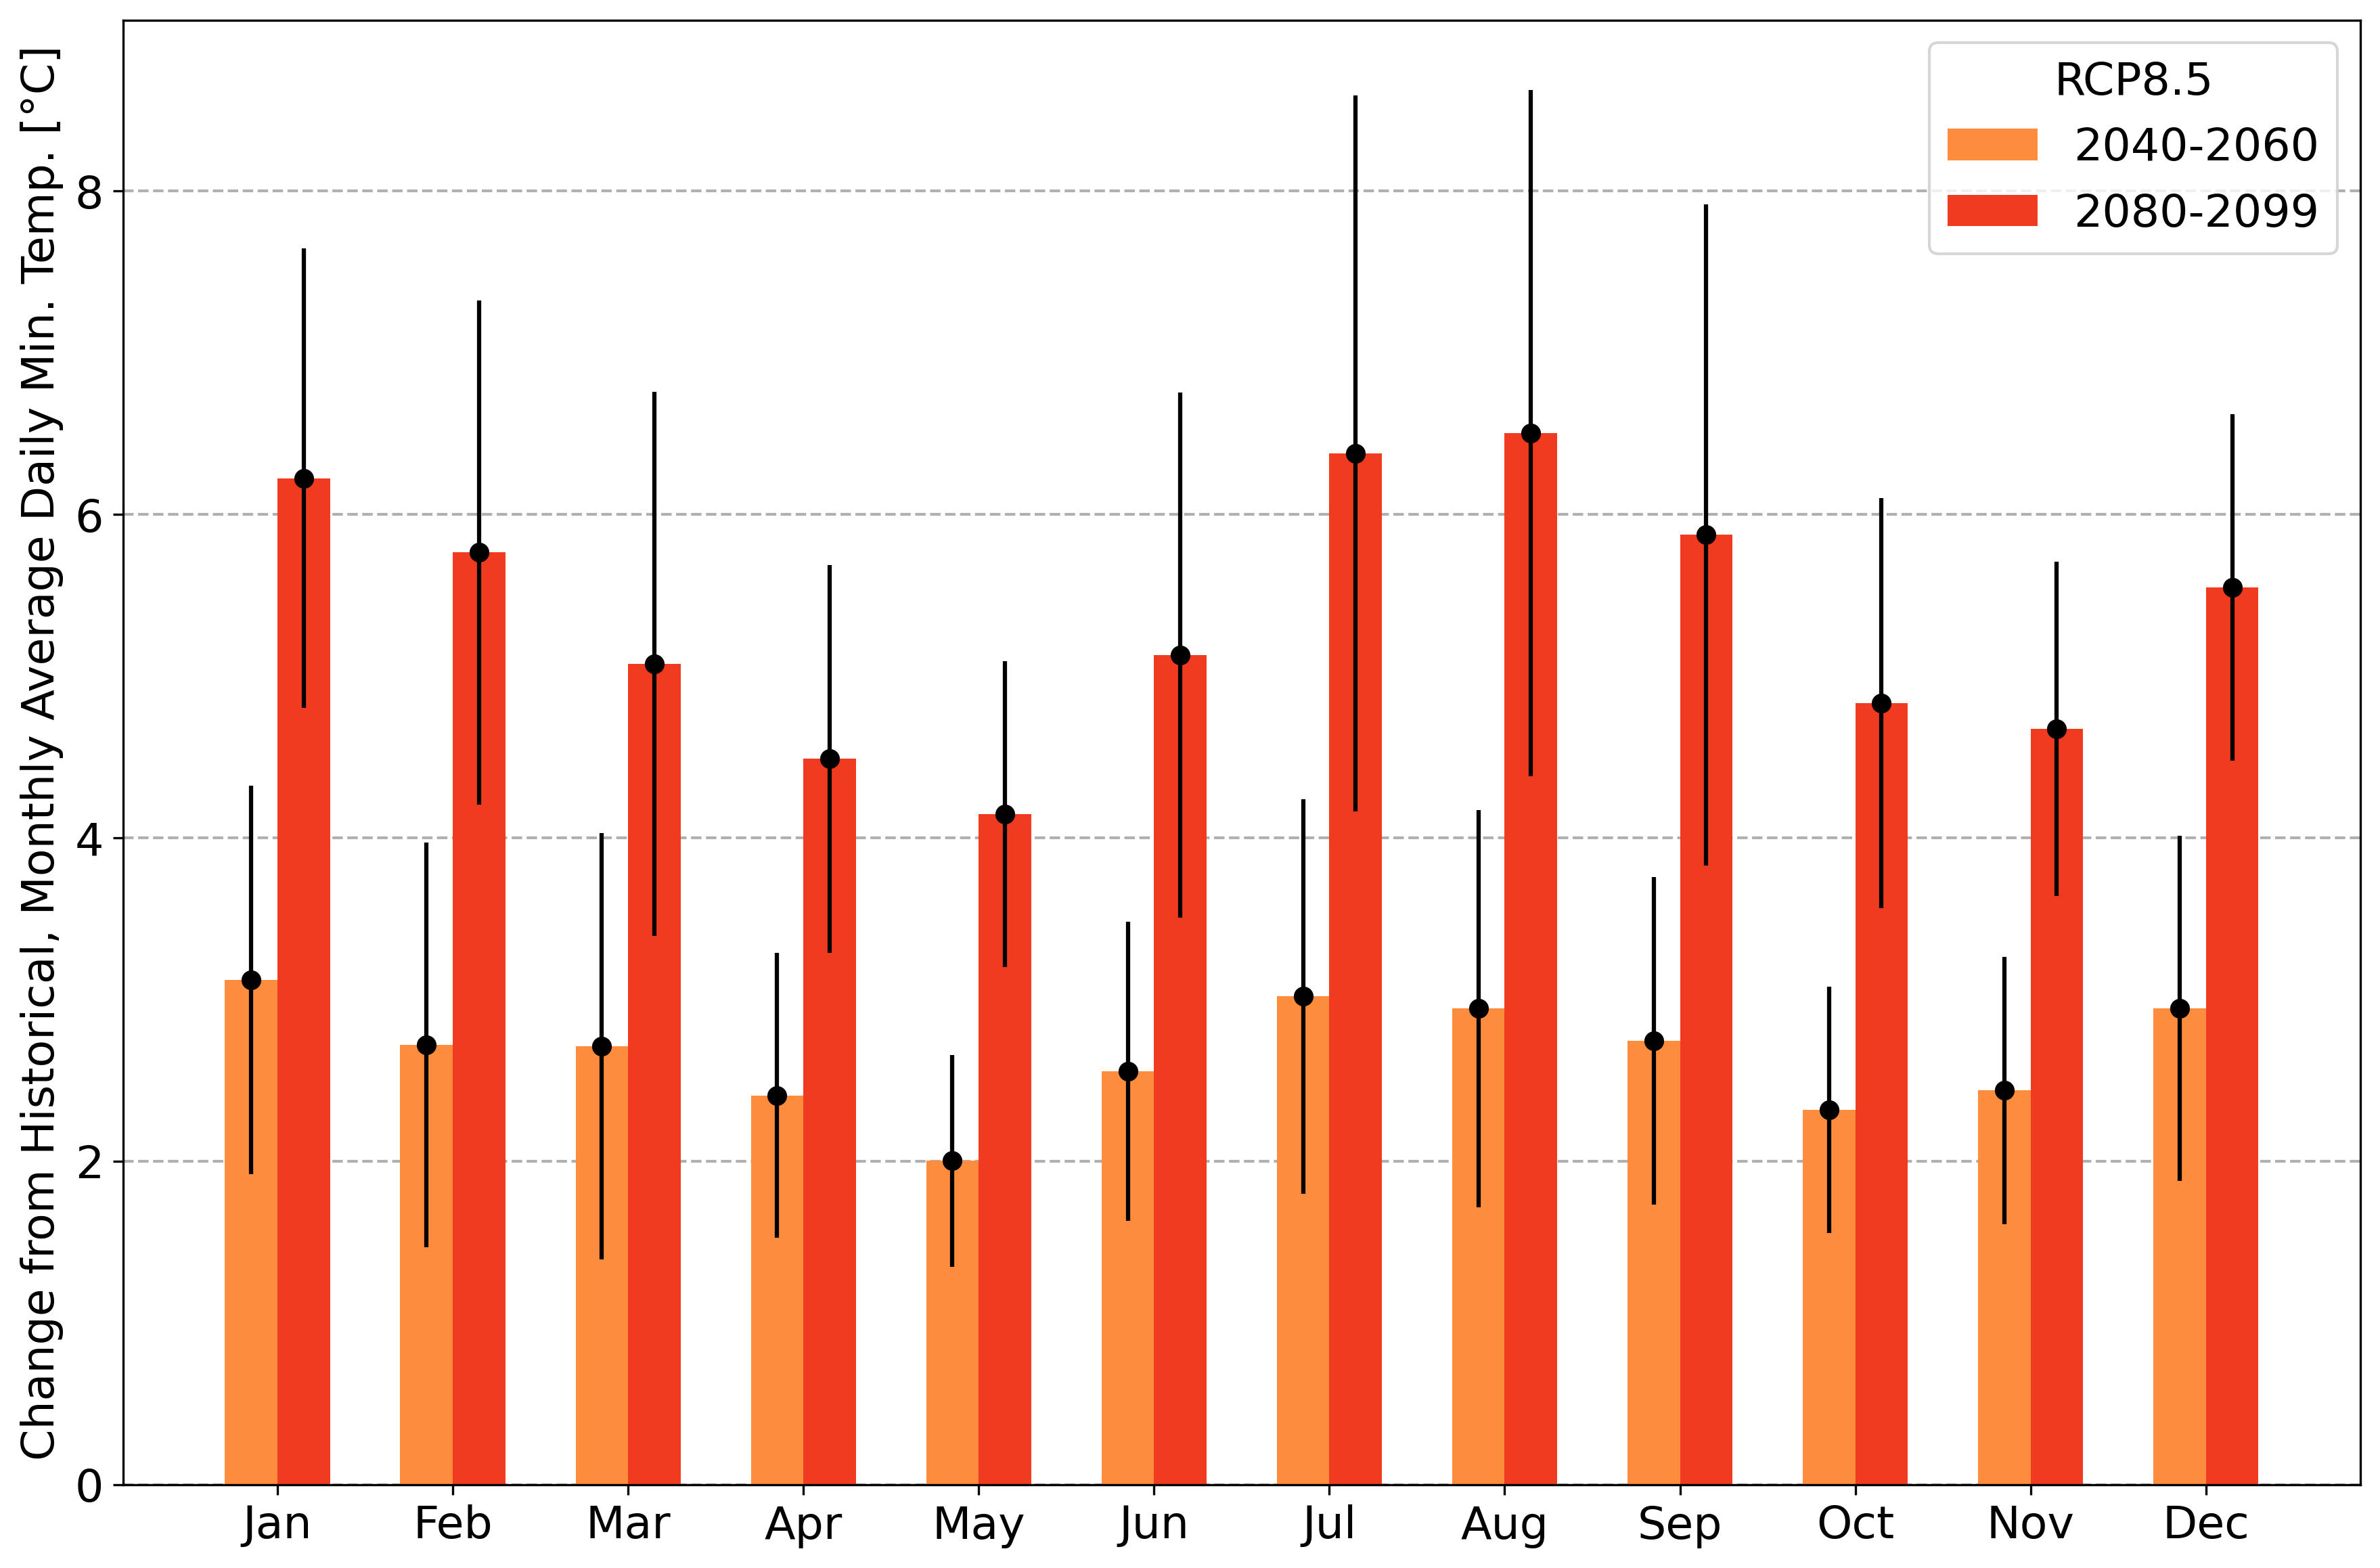 Change from Historical, Monthly Average Daily Min. Temp. [°C]
8
6
4
2
0
RCP8.5
2040-2060
2080-2099
Jan
Feb
Mar
Apr
May
Jun
Jul
Aug
Sep
Oct
Nov
Dec